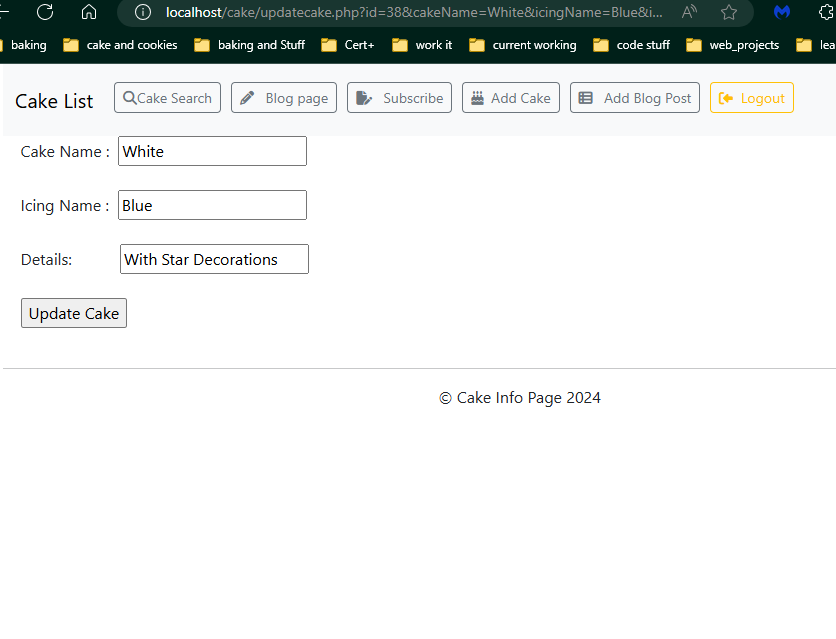 localhost/cake/updatecake.php?id=38&cakeName=White&icingName=Blue&i...
baking cake and cookies baking and Stuff Cert+ work it current working code stuff web_projects lea
Cake List Cake Search Blog page Subscribe Add Cake Add Blog Post Logout
Cake Name : White
Icing Name : Blue
Details: With Star Decorations
Update Cake
© Cake Info Page 2024